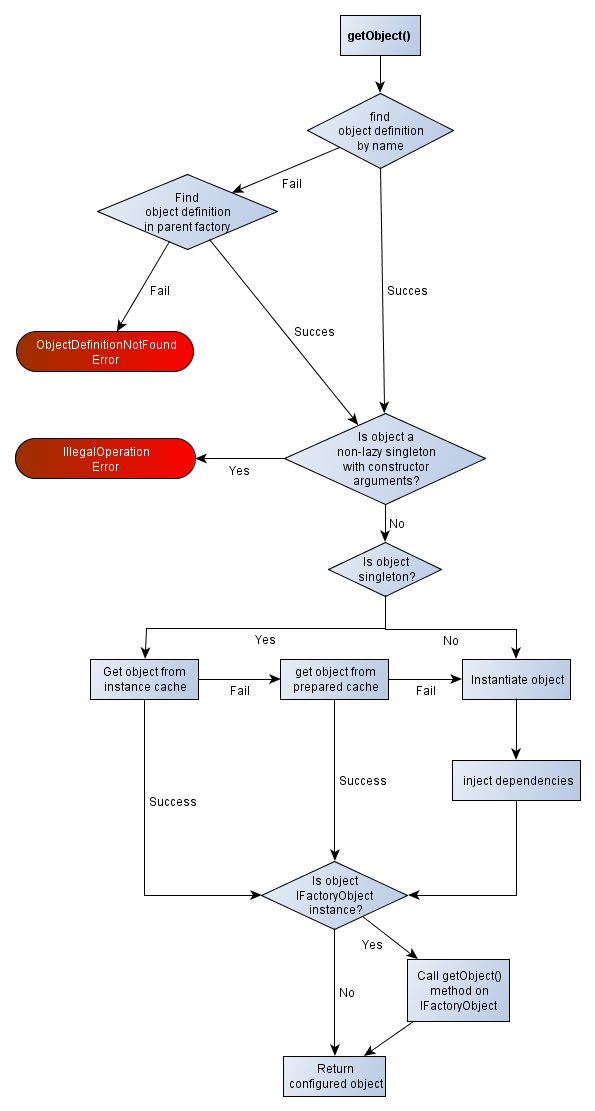 getObject()
find
object definition
by name
Fail
Find
object definition
in parent factory
Fail
Succes
Succes
ObjectDefinitionNotFound
Error
Is object a
non-lazy singleton
with constructor
arguments?
IllegalOperation
Error
Yes
No
Is object
singleton?
Yes
No
Get object from
instance cache
Fail
get object from
prepared cache
Fail
Instantiate object
inject dependencies
Success
Success
Is object
IFactoryObject
instance?
Yes
No
Call getObject()
method on
IFactoryObject
Return
configured object